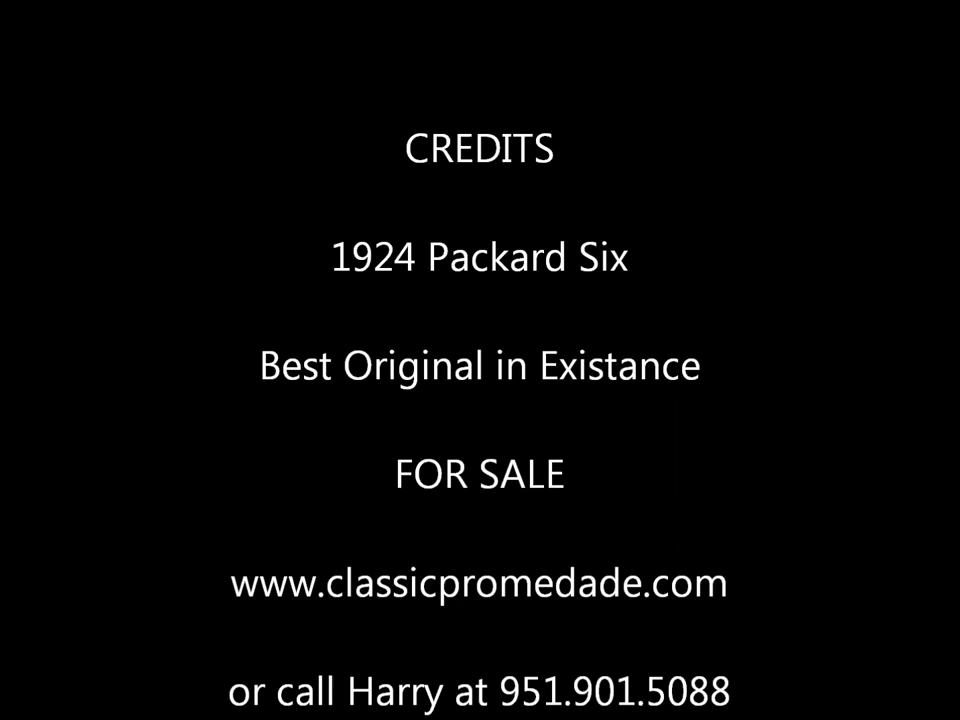 CREDITS
1924 Packard Six
Best Original in Existance
FOR SALE
www.classicpromedade.com
or call Harry at 951.901.5088